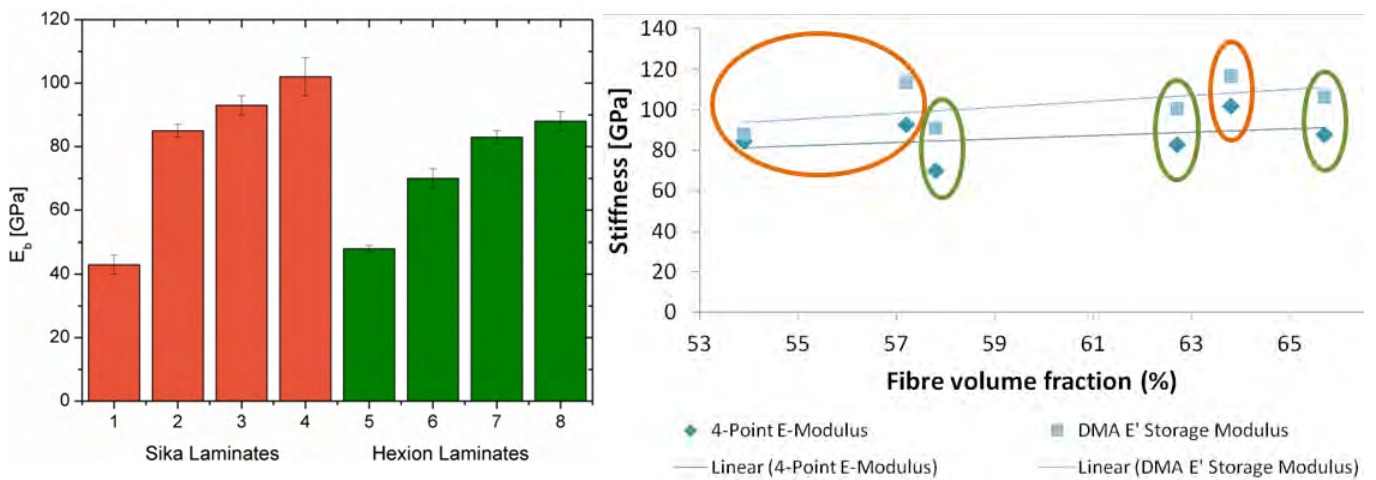 120
100
80
60
40
20
0
E_b [GPa]
1 2 3 4 5 6 7 8
Sika Laminates Hexion Laminates
140
120
100
80
60
40
20
0
Stiffness [GPa]
53 55 57 59 61 63 65
Fibre volume fraction (%)
4-Point E-Modulus DMA E' Storage Modulus
Linear (4-Point E-Modulus) Linear (DMA E' Storage Modulus)